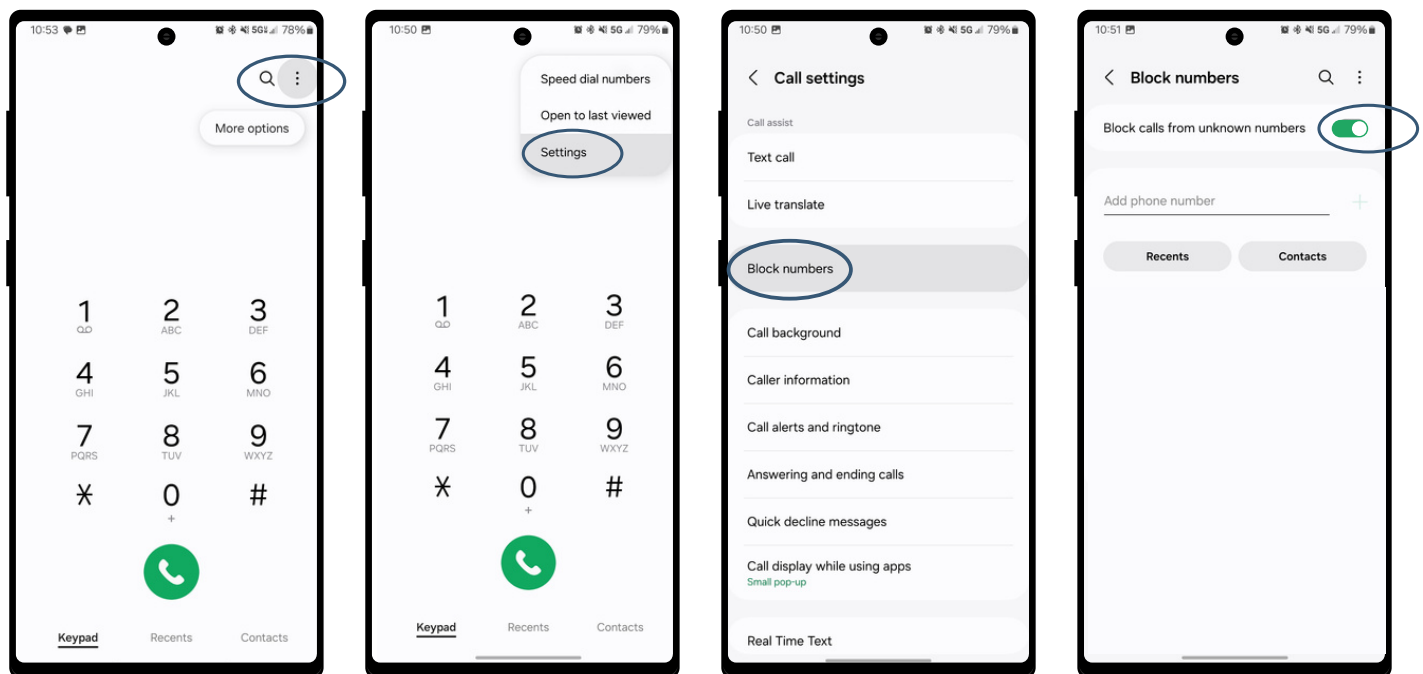 10:53
5G 78%
More options
1 2 3
ABC DEF
4 5 6
GHI JKL MNO
7 8 9
PQRS TUV WXYZ
* 0 #
+
Keypad Recents Contacts
10:50
5G 79%
Speed dial numbers
Open to last viewed
Settings
1 2 3
ABC DEF
4 5 6
GHI JKL MNO
7 8 9
PQRS TUV WXYZ
* 0 #
+
Keypad Recents Contacts
10:50
5G 79%
Call settings
Call assist
Text call
Live translate
Block numbers
Call background
Caller information
Call alerts and ringtone
Answering and ending calls
Quick decline messages
Call display while using apps
Small pop-up
Real Time Text
10:51
5G 79%
Block numbers
Block calls from unknown numbers
Add phone number
Recents Contacts